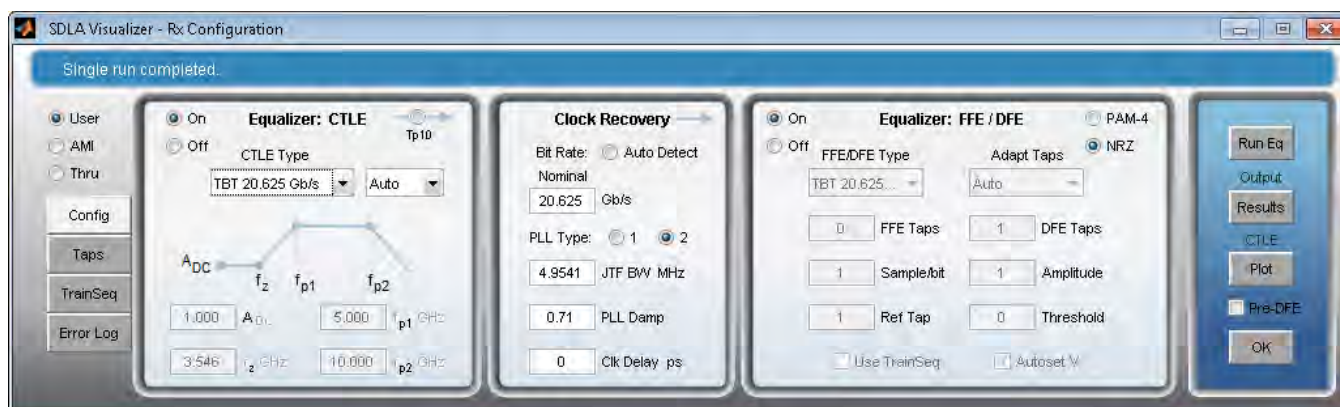 SDLA Visualizer - Rx Configuration
Single run completed.
User
AMI
Thru
Config
Taps
TrainSeq
Error Log
On
Off
Equalizer: CTLE
Tp10
CTLE Type
TBT 20.625 Gb/s
Auto
ADC
fz
fp1
fp2
1.000 ADC
5.000 fp1 GHz
3.546 fz GHz
10.000 fp2 GHz
Clock Recovery
Bit Rate: Auto Detect
Nominal
20.625 Gb/s
PLL Type: 1 2
4.9541 JTF BW MHz
0.71 PLL Damp
0 Clk Delay ps
On
Off
Equalizer: FFE / DFE
PAM-4
NRZ
FFE/DFE Type
Adapt Taps
TBT 20.625...
Auto
0 FFE Taps
1 DFE Taps
1 Sample/bit
1 Amplitude
1 Ref Tap
0 Threshold
Use TrainSeq
Autoset V
Run Eq
Output
Results
CTLE
Plot
Pre-DFE
OK